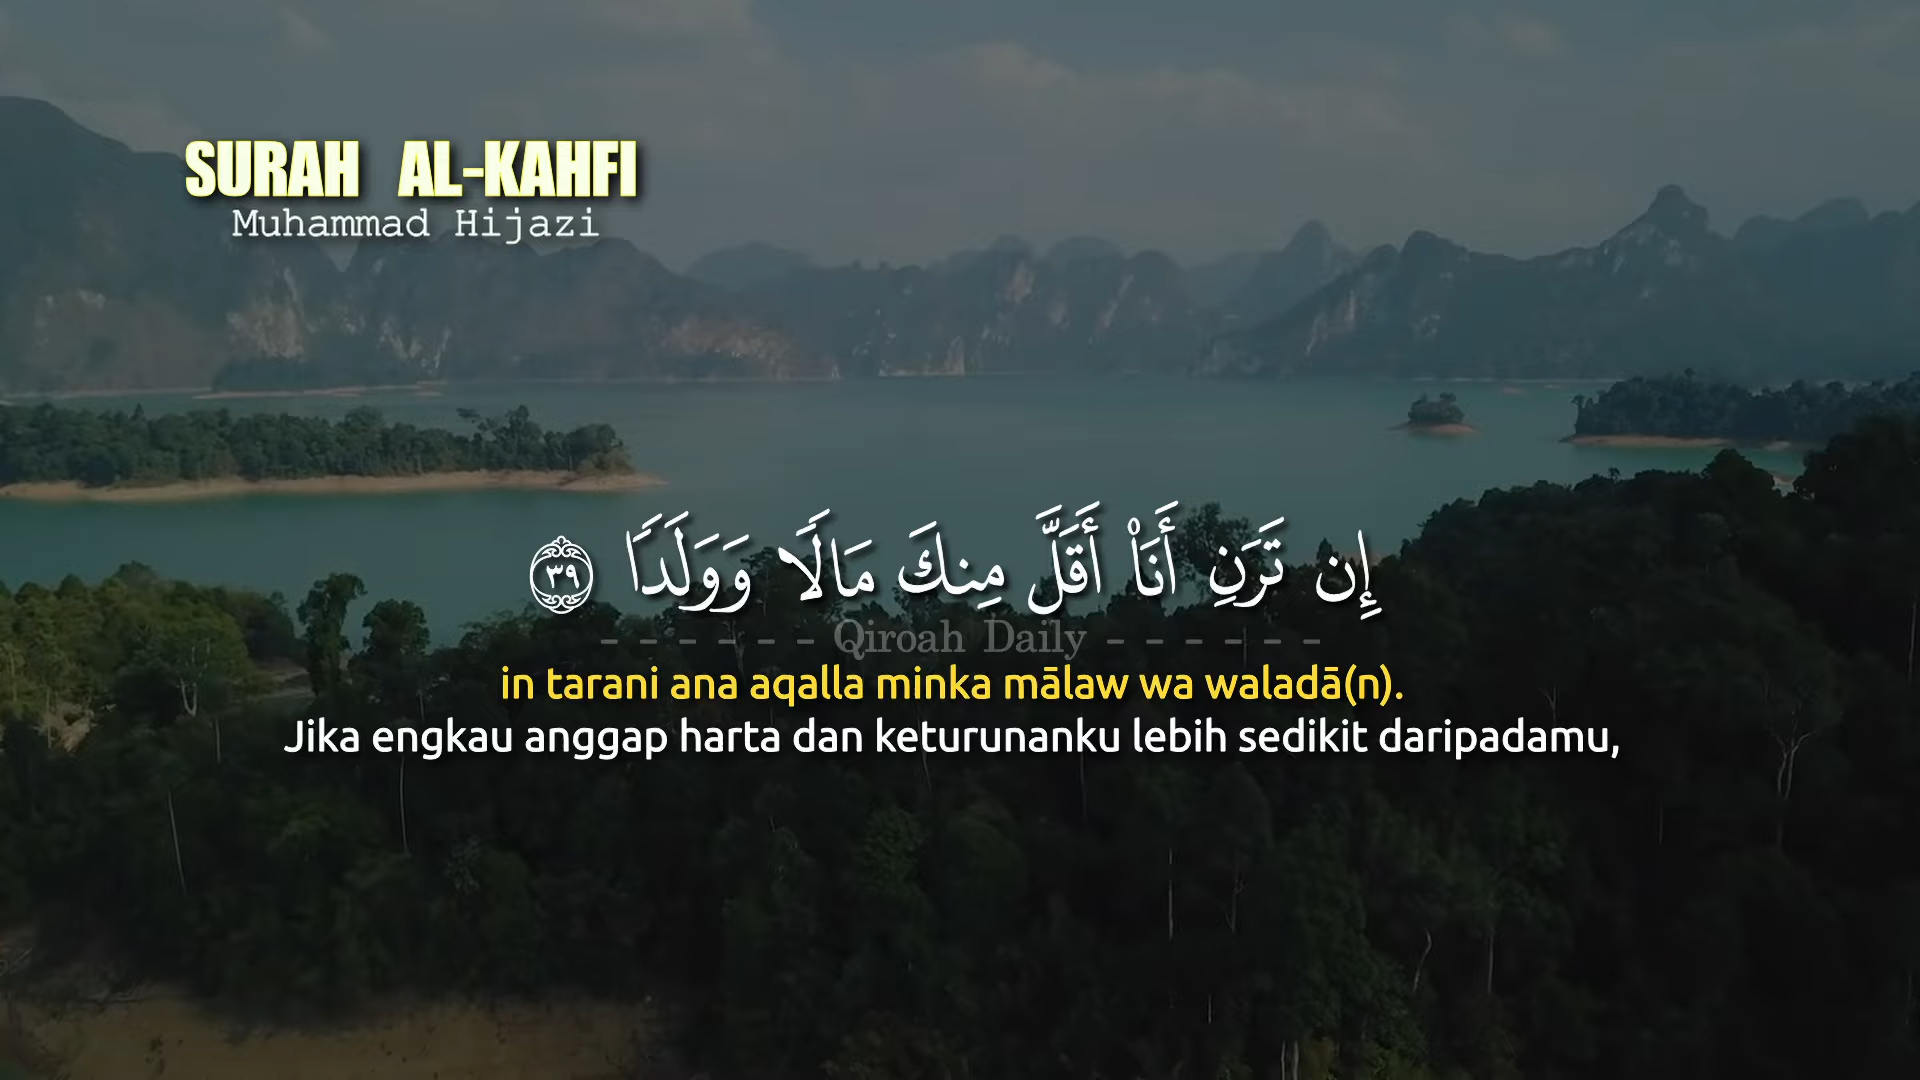 SURAH AL-KAHFI
Muhammad Hijazi
إِن تَرَنِ أَنَا۠ أَقَلَّ مِنكَ مَالًا وَوَلَدًا ٣٩
- - - - - - Qiroah Daily - - - - - -
in tarani ana aqalla minka mālaw wa waladā(n).
Jika engkau anggap harta dan keturunanku lebih sedikit daripadamu,